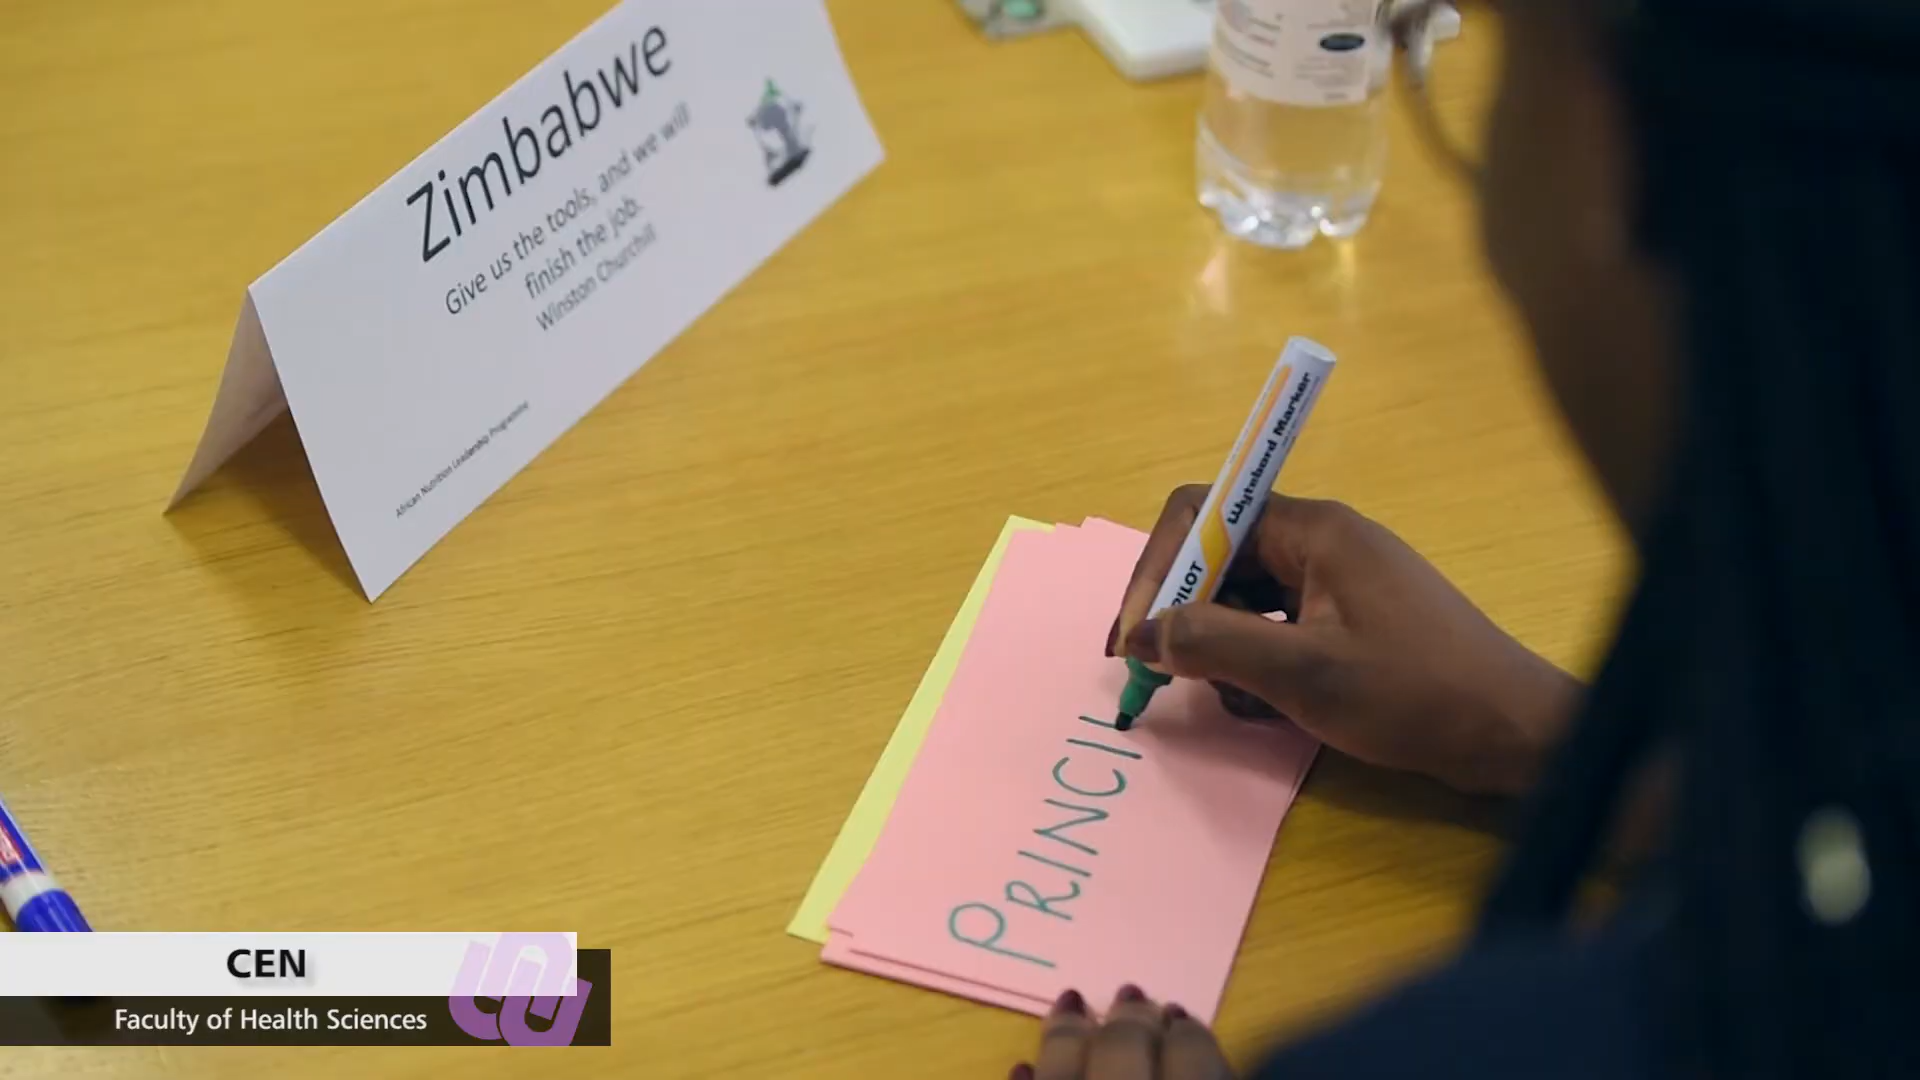 Zimbabwe
Give us the tools, and we will
finish the job.
Winston Churchill
African Nutrition Leadership Programme
PILOT
Wytebord Marker
PRINCI
CEN
Faculty of Health Sciences